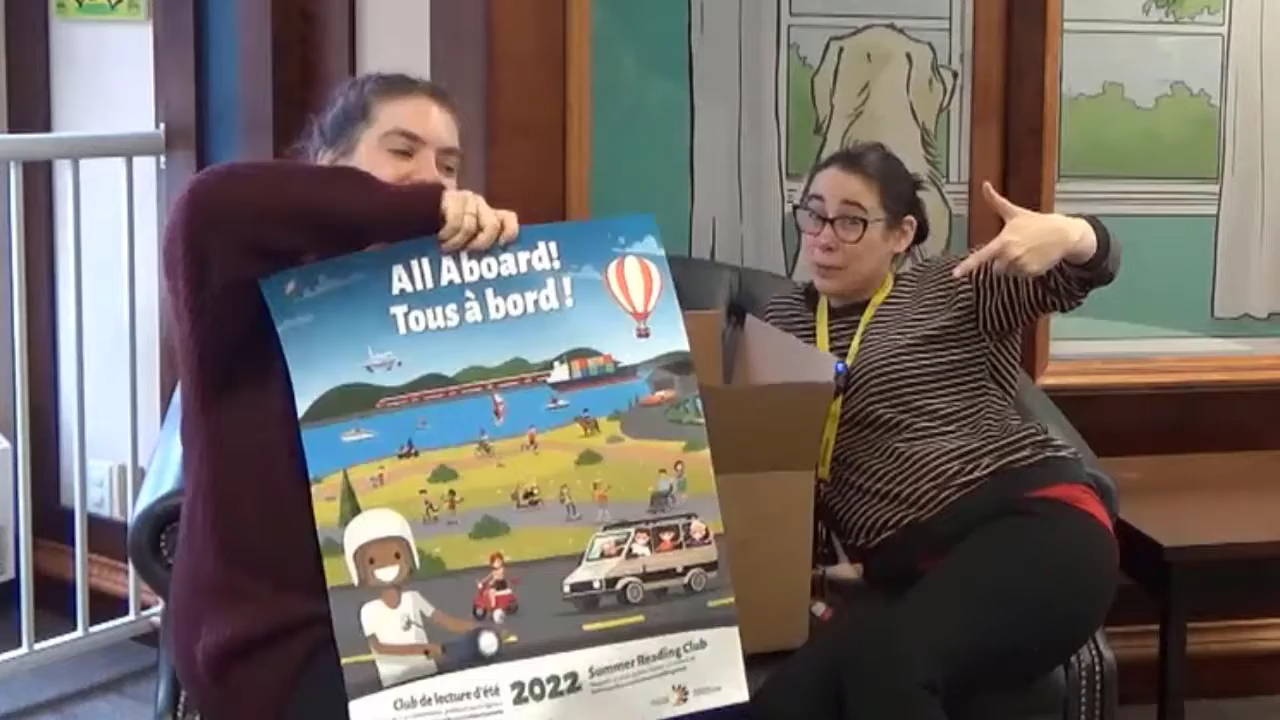 All Aboard!
Tous à bord !
Club de lecture d'été
2022
Summer Reading Club